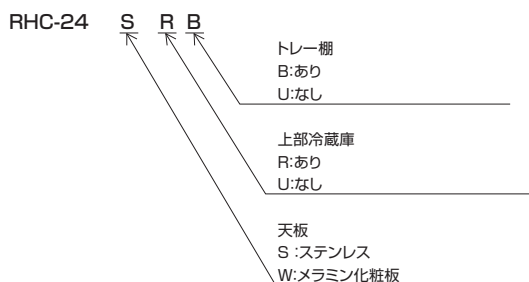 RHC-24 S R B
トレー棚
B:あり
U:なし
上部冷蔵庫
R:あり
U:なし
天板
S :ステンレス
W:メラミン化粧板